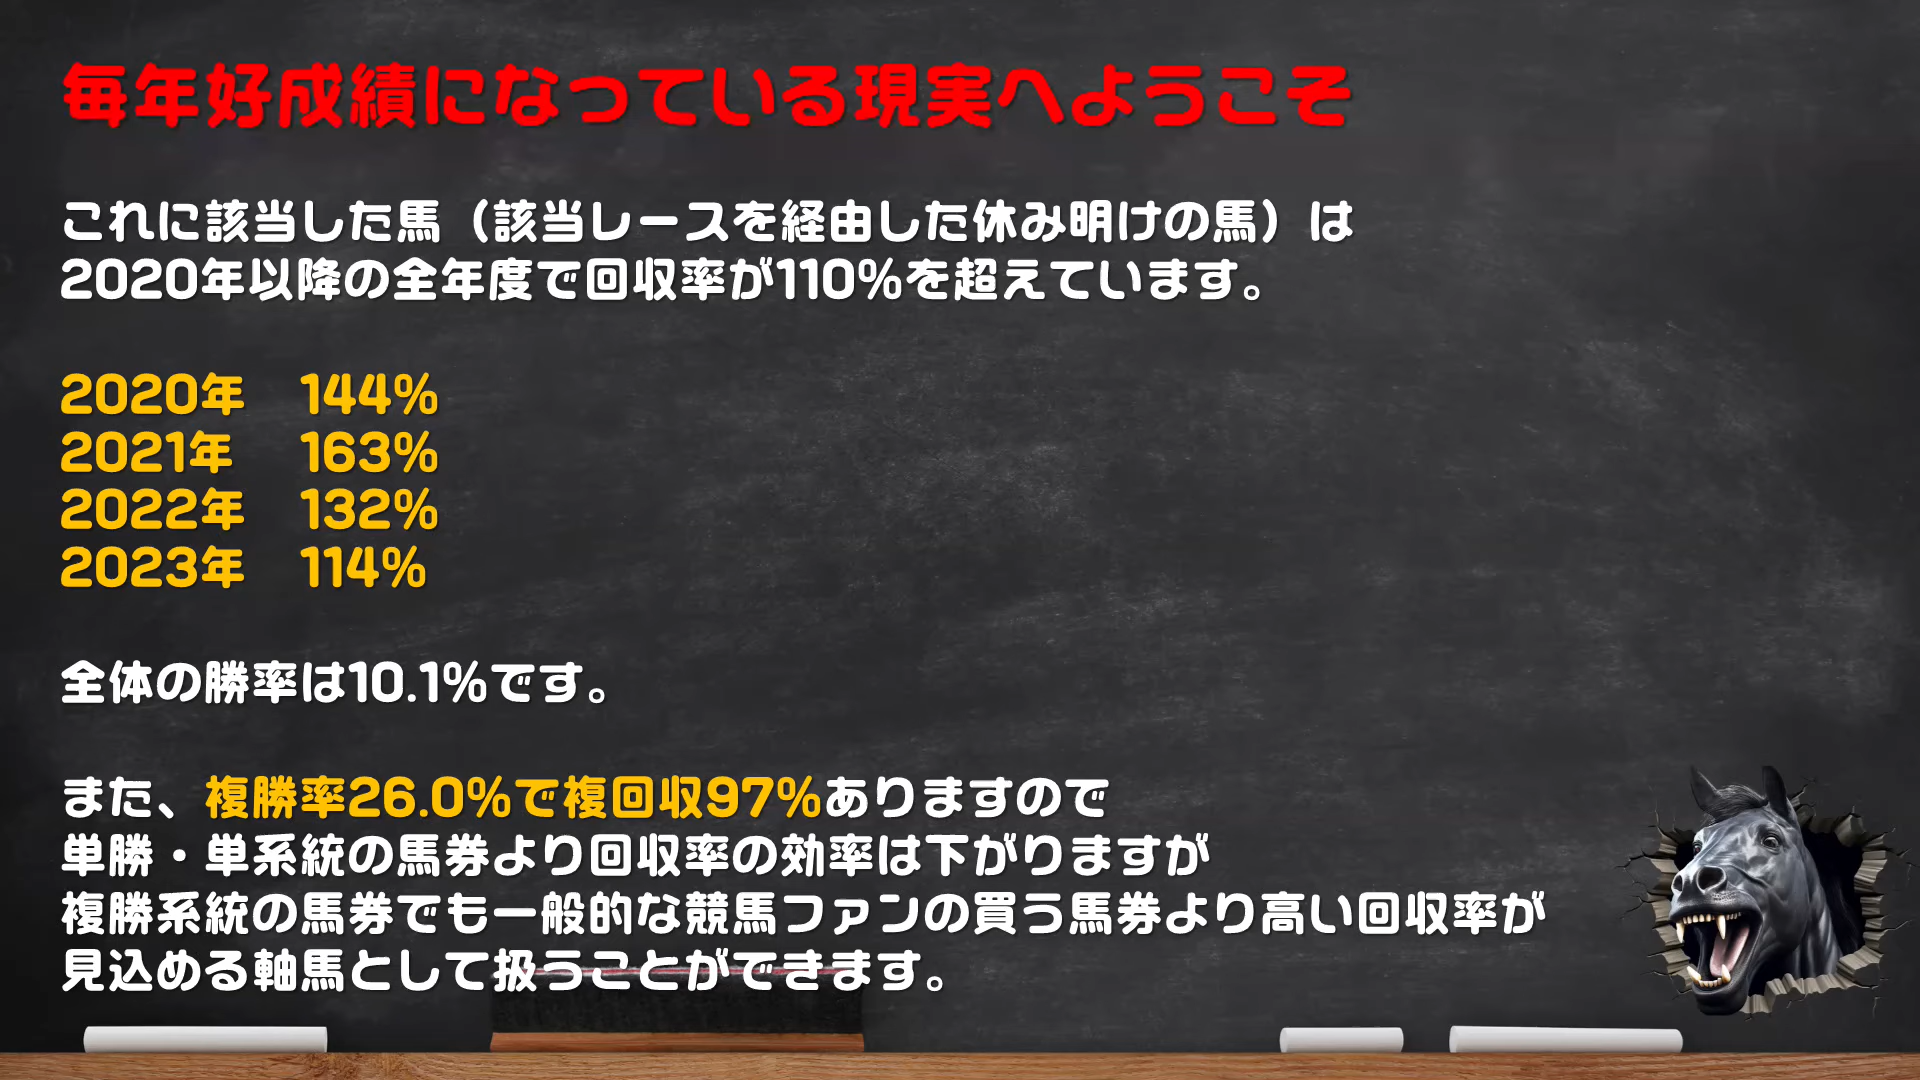 毎年好成績になっている現実へようこそ
これに該当した馬（該当レースを経由した休み明けの馬）は
2020年以降の全年度で回収率が110%を超えています。
2020年　144%
2021年　163%
2022年　132%
2023年　114%
全体の勝率は10.1%です。
また、複勝率26.0%で複回収97%ありますので
単勝・単系統の馬券より回収率の効率は下がりますが
複勝系統の馬券でも一般的な競馬ファンの買う馬券より高い回収率が
見込める軸馬として扱うことができます。